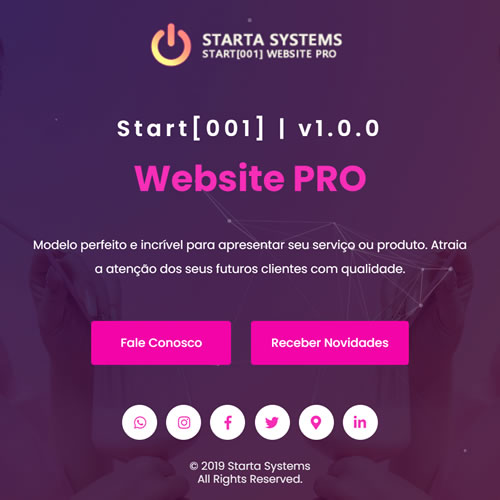 STARTA SYSTEMS
START[001] WEBSITE PRO
Start[001] | v1.0.0
Website PRO
Modelo perfeito e incrível para apresentar seu serviço ou produto. Atraia
a atenção dos seus futuros clientes com qualidade.
Fale Conosco
Receber Novidades
© 2019 Starta Systems
All Rights Reserved.